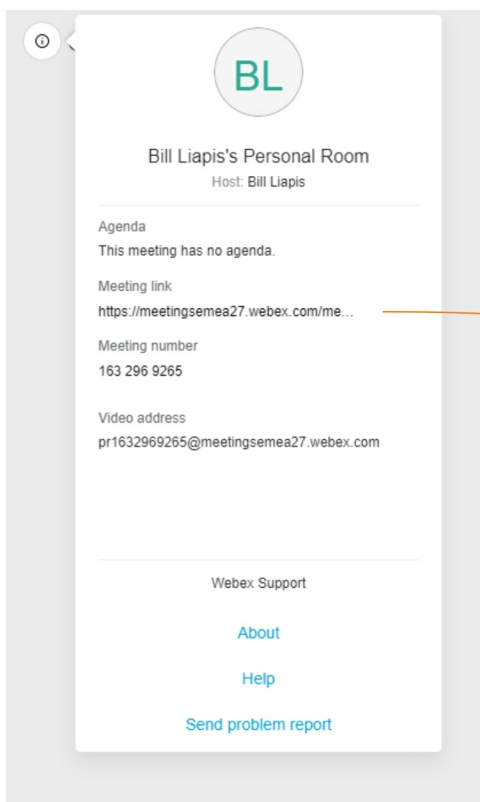 BL
Bill Liapis's Personal Room
Host: Bill Liapis
Agenda
This meeting has no agenda.
Meeting link
https://meetingsemea27.webex.com/me...
Meeting number
163 296 9265
Video address
pr1632969265@meetingsemea27.webex.com
Webex Support
About
Help
Send problem report